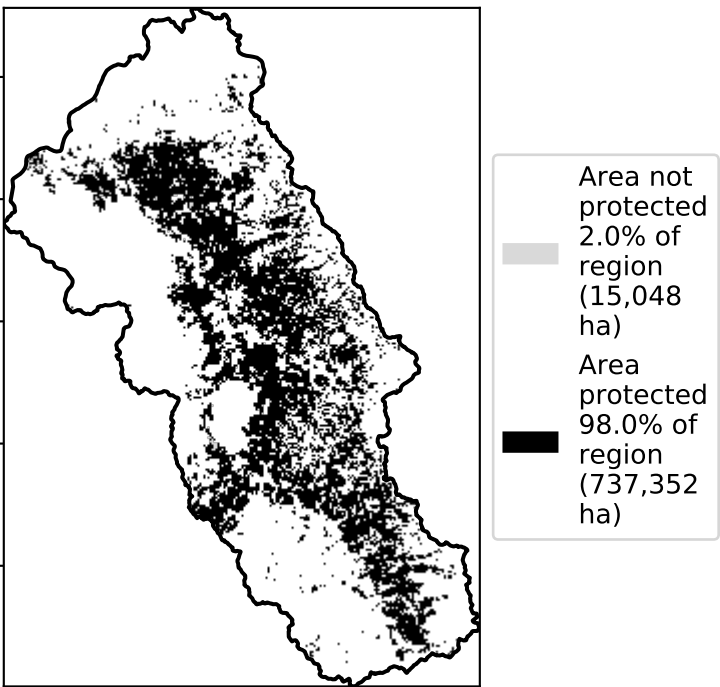 Area not
protected
2.0% of
region
(15,048
ha)
Area
protected
98.0% of
region
(737,352
ha)